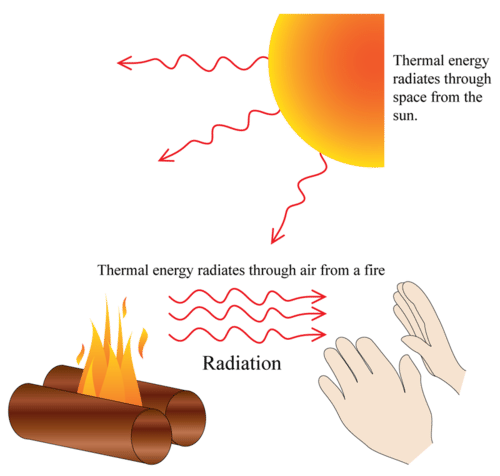 Thermal energy
radiates through
space from the
sun.
Thermal energy radiates through air from a fire
Radiation